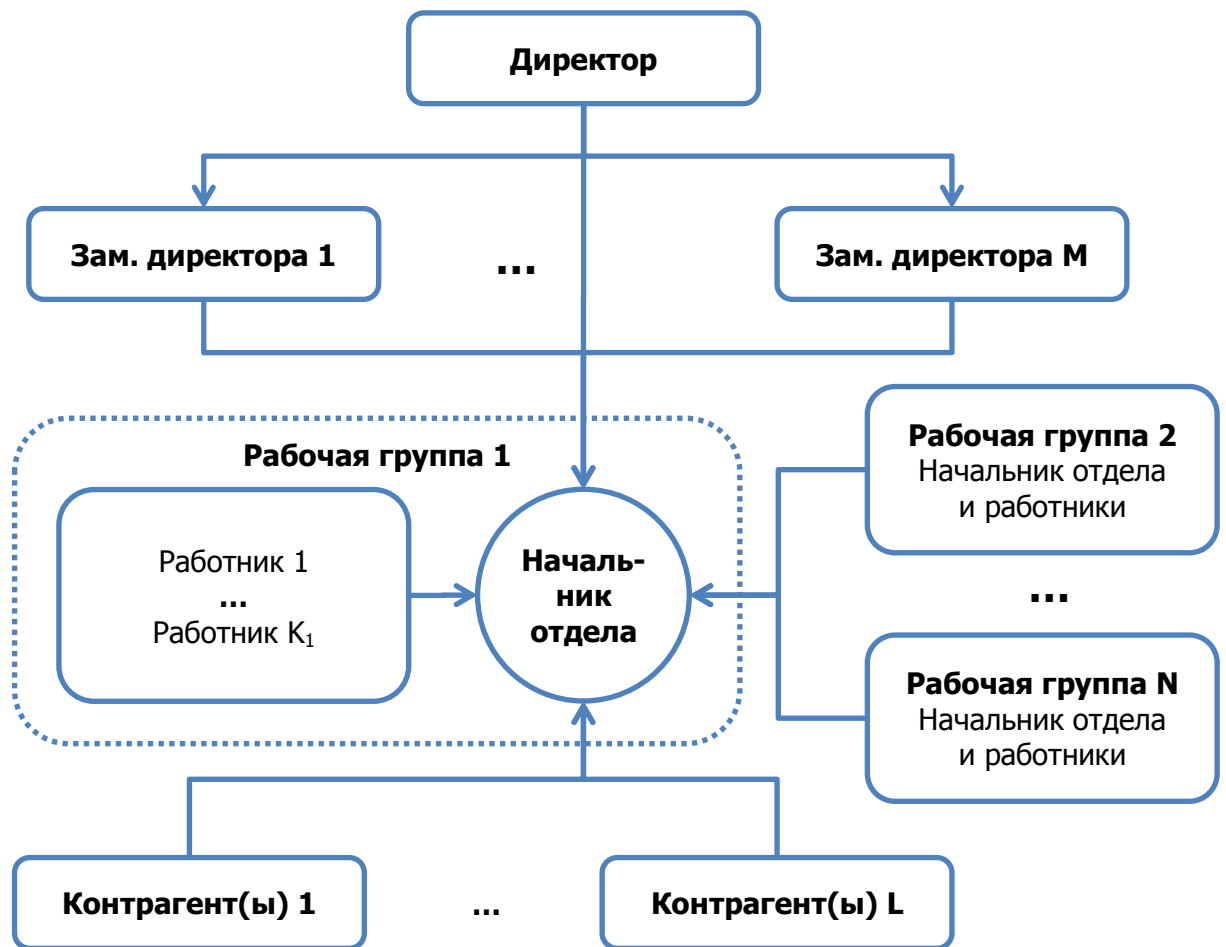 Директор
Зам. директора 1
...
Зам. директора M
Рабочая группа 1
Работник 1
...
Работник K₁
Началь-
ник
отдела
Рабочая группа 2
Начальник отдела
и работники
...
Рабочая группа N
Начальник отдела
и работники
Контрагент(ы) 1
...
Контрагент(ы) L